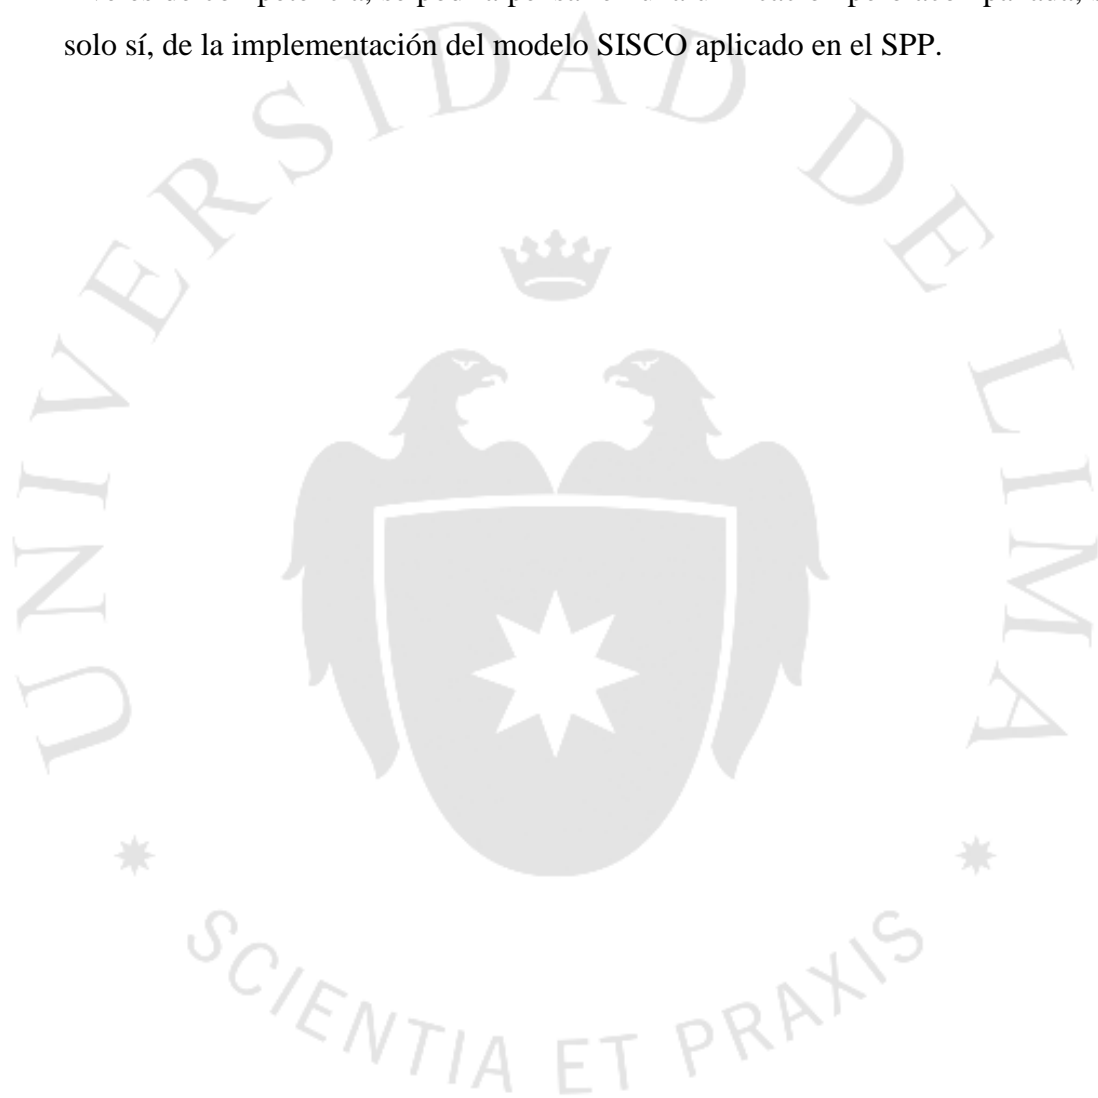 solo sí, de la implementación del modelo SISCO aplicado en el SPP.
UNIVERSIDAD DE LIMA
SCIENTIA ET PRAXIS